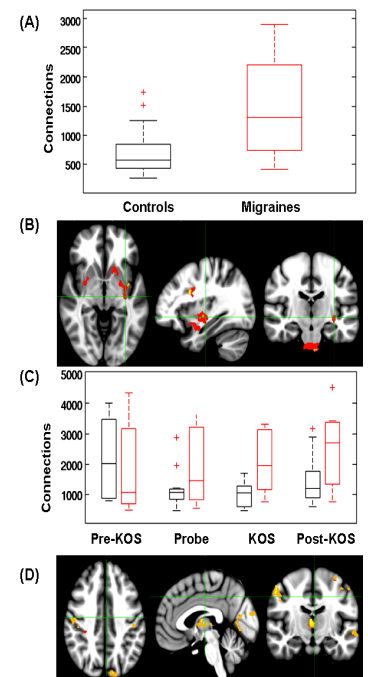 (A)
3000
2500
2000
1500
1000
500
Connections
Controls Migraines
(B)
(C)
5000
4000
3000
2000
1000
Connections
Pre-KOS Probe KOS Post-KOS
(D)